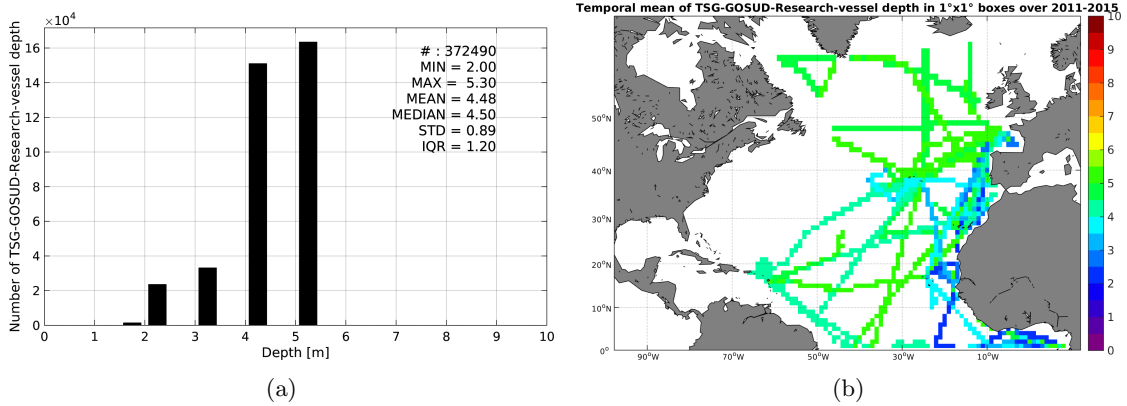 ×10⁴
Number of TSG-GOSUD-Research-vessel depth
16
14
12
10
8
6
4
2
0
# : 372490
MIN = 2.00
MAX = 5.30
MEAN = 4.48
MEDIAN = 4.50
STD = 0.89
IQR = 1.20
0 1 2 3 4 5 6 7 8 9 10
Depth [m]
(a)
Temporal mean of TSG-GOSUD-Research-vessel depth in 1°x1° boxes over 2011-2015
50°N
40°N
30°N
20°N
10°N
0°
90°W 70°W 50°W 30°W 10°W
10
9
8
7
6
5
4
3
2
1
0
(b)